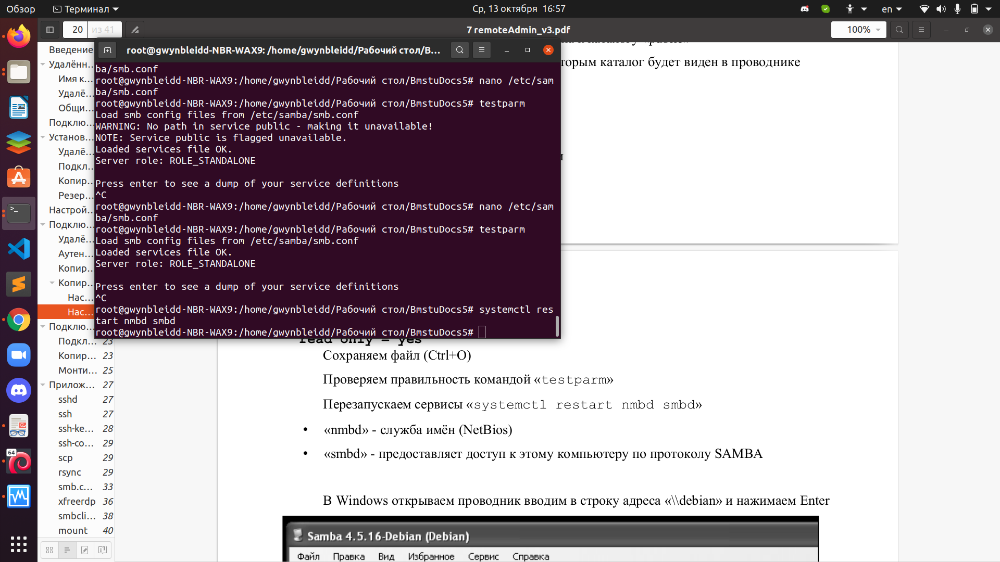 Обзор
Терминал
Ср, 13 октября 16:57
en
20 из 41
7 remoteAdmin_v3.pdf
100%
Введение
Удалённ...
Имя к...
Удалё...
Общи...
Подклю...
Установ...
Удалё...
Подкл...
Копир...
Резер...
Настрой...
Подклю...
Удалё...
Аутен...
Копир...
Копир...
Нас...
Нас...
Подклю...
Подкл... 23
Копир... 23
Монти... 25
Прилож... 27
sshd 27
ssh 27
ssh-ke... 28
ssh-co... 29
scp 29
rsync 29
smb.c... 33
xfreerdp 36
smbcli... 38
mount 40
64
root@gwynbleidd-NBR-WAX9: /home/gwynbleidd/Рабочий стол/B...
ba/smb.conf
root@gwynbleidd-NBR-WAX9:/home/gwynbleidd/Рабочий стол/BmstuDocs5# nano /etc/sam
ba/smb.conf
root@gwynbleidd-NBR-WAX9:/home/gwynbleidd/Рабочий стол/BmstuDocs5# testparm
Load smb config files from /etc/samba/smb.conf
WARNING: No path in service public - making it unavailable!
NOTE: Service public is flagged unavailable.
Loaded services file OK.
Server role: ROLE_STANDALONE
Press enter to see a dump of your service definitions
^C
root@gwynbleidd-NBR-WAX9:/home/gwynbleidd/Рабочий стол/BmstuDocs5# nano /etc/sam
ba/smb.conf
root@gwynbleidd-NBR-WAX9:/home/gwynbleidd/Рабочий стол/BmstuDocs5# testparm
Load smb config files from /etc/samba/smb.conf
Loaded services file OK.
Server role: ROLE_STANDALONE
Press enter to see a dump of your service definitions
^C
root@gwynbleidd-NBR-WAX9:/home/gwynbleidd/Рабочий стол/BmstuDocs5# systemctl res
tart nmbd smbd
root@gwynbleidd-NBR-WAX9:/home/gwynbleidd/Рабочий стол/BmstuDocs5#
торым каталог будет виден в проводнике
read only = yes
Сохраняем файл (Ctrl+O)
Проверяем правильность командой «testparm»
Перезапускаем сервисы «systemctl restart nmbd smbd»
• «nmbd» - служба имён (NetBios)
• «smbd» - предоставляет доступ к этому компьютеру по протоколу SAMBA
В Windows открываем проводник вводим в строку адреса «\\debian» и нажимаем Enter
Samba 4.5.16-Debian (Debian)
Файл Правка Вид Избранное Сервис Справка